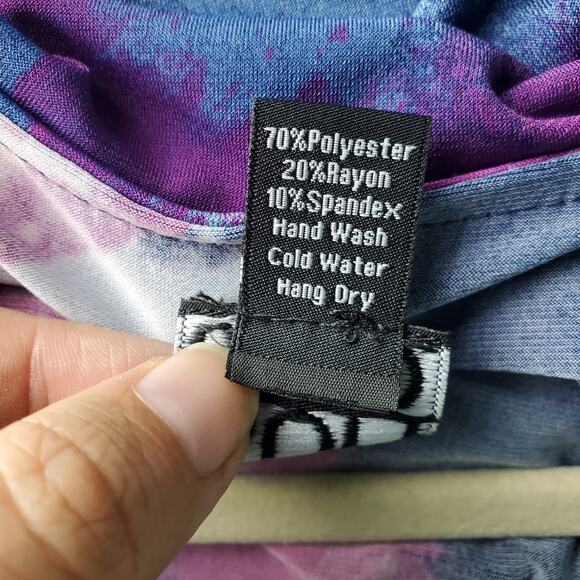 70%Polyester
20%Rayon
10%Spandex
Hand Wash
Cold Water
Hang Dry